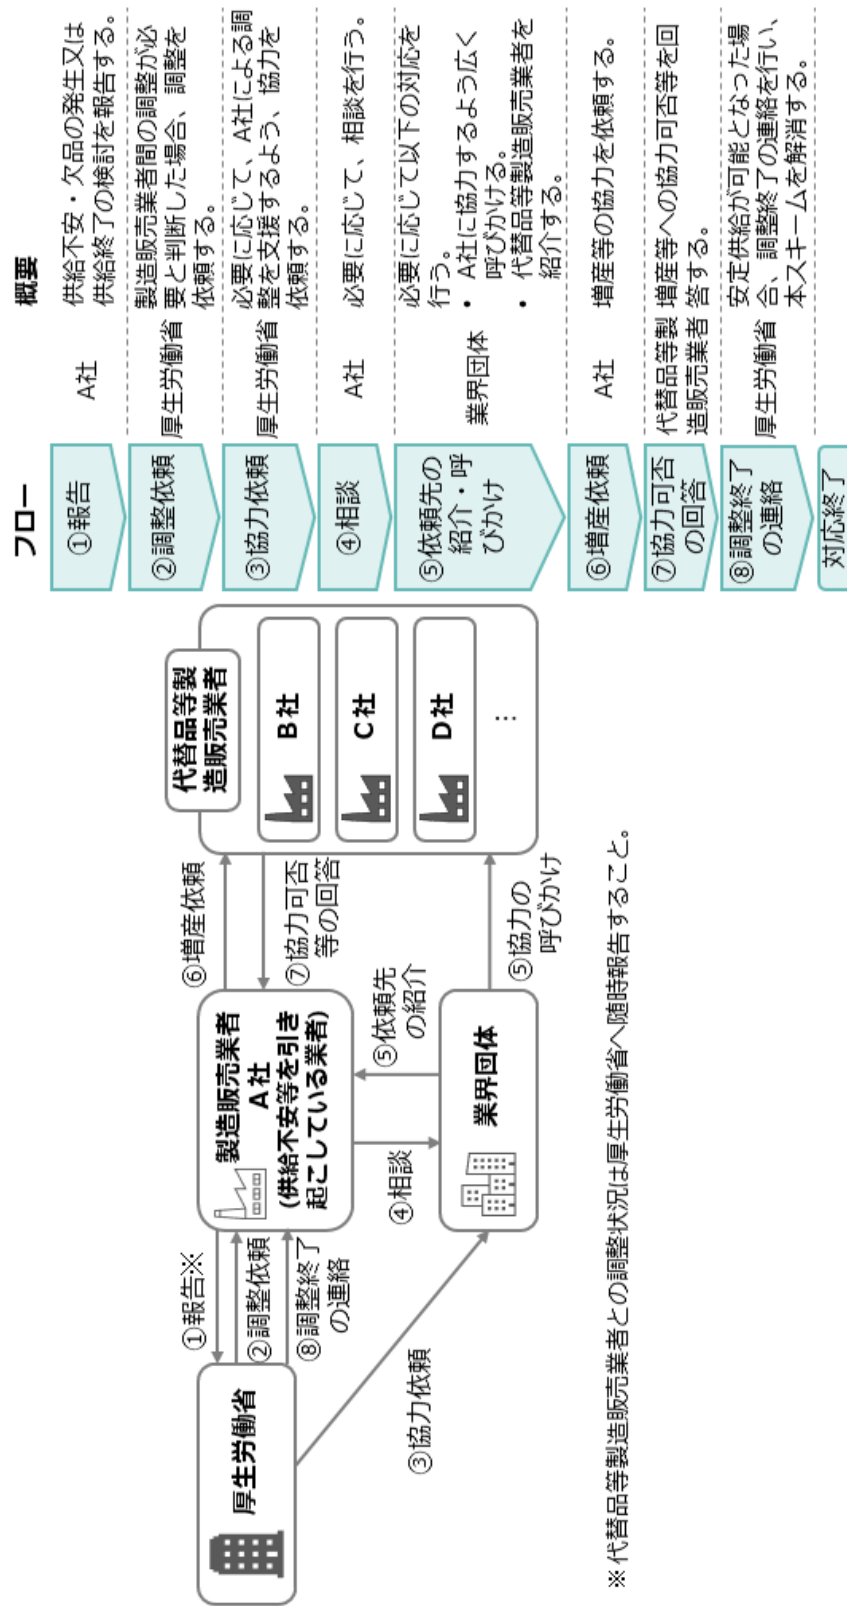 厚生労働省
①報告※
②調整依頼
⑧調整終了
の連絡
③協力依頼
製造販売業者
A社
(供給不安等を引き
起こしている業者)
④相談
⑤依頼先
の紹介
業界団体
⑥増産依頼
⑦協力可否
等の回答
⑤協力の
呼びかけ
代替品等製
造販売業者
B社
C社
D社
…
※代替品等製造販売業者との調整状況は厚生労働省へ随時報告すること。
フロー
概要
①報告
A社
供給不安・欠品の発生又は
供給終了の検討を報告する。
②調整依頼
厚生労働省
製造販売業者間の調整が必
要と判断した場合、調整を
依頼する。
③協力依頼
厚生労働省
必要に応じて、A社による調
整を支援するよう、協力を
依頼する。
④相談
A社
必要に応じて、相談を行う。
⑤依頼先の
紹介・呼
びかけ
業界団体
必要に応じて以下の対応を
行う。
• A社に協力するよう広く
呼びかける。
• 代替品等製造販売業者を
紹介する。
⑥増産依頼
A社
増産等の協力を依頼する。
⑦協力可否
の回答
代替品等製
造販売業者
増産等への協力可否等を回
答する。
⑧調整終了
の連絡
厚生労働省
安定供給が可能となった場
合、調整終了の連絡を行い、
本スキームを解消する。
対応終了